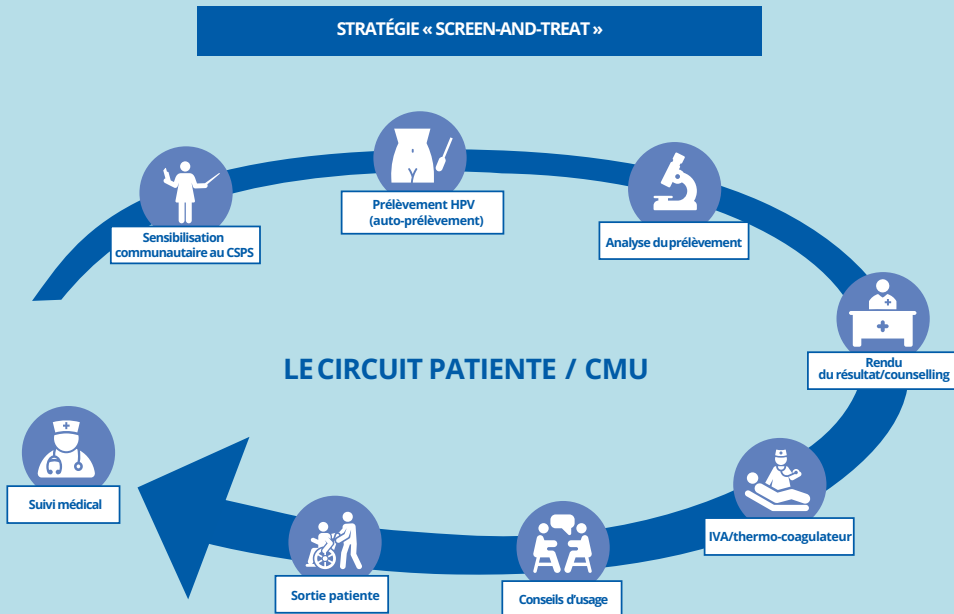 STRATÉGIE « SCREEN-AND-TREAT »
Sensibilisation
communautaire au CSPS
Prélèvement HPV
(auto-prélèvement)
Analyse du prélèvement
Rendu
du résultat/counselling
LE CIRCUIT PATIENTE / CMU
IVA/thermo-coagulateur
Conseils d’usage
Sortie patiente
Suivi médical